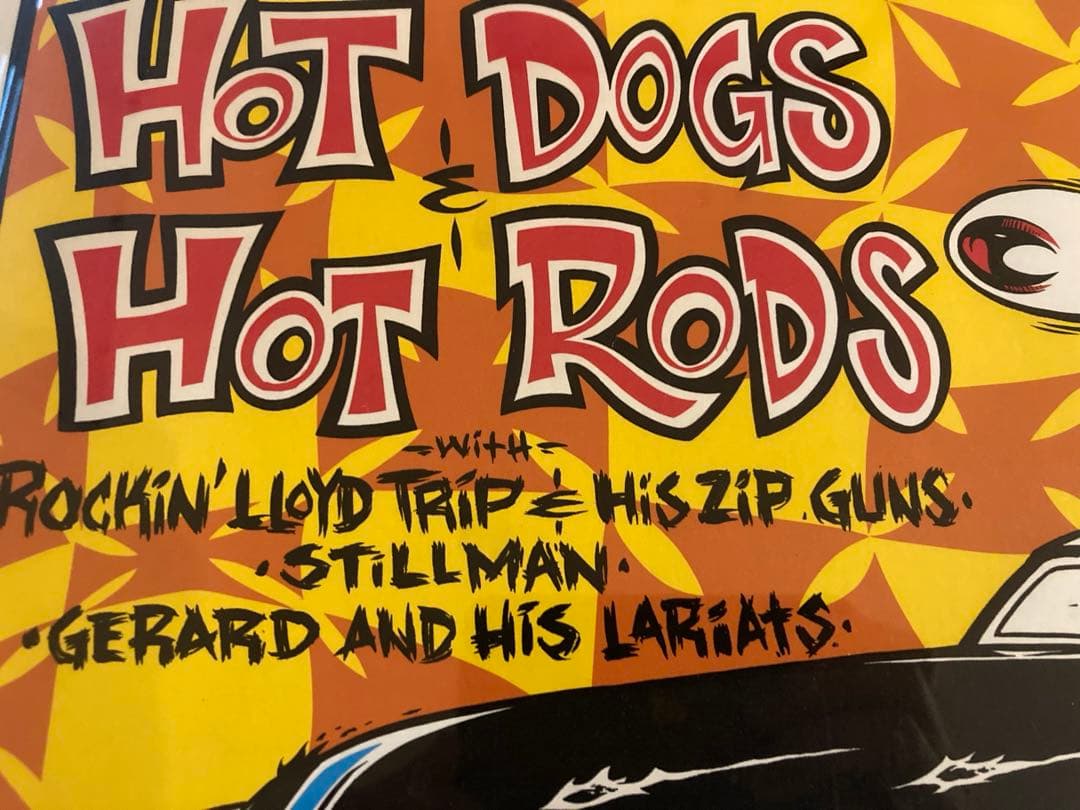 HOT DOGS
&
HOT RODS
-WITH-
ROCKIN' LLOYD TRIP & HIS ZIP GUNS.
·STILLMAN·
·GERARD AND HIS LARIATS.